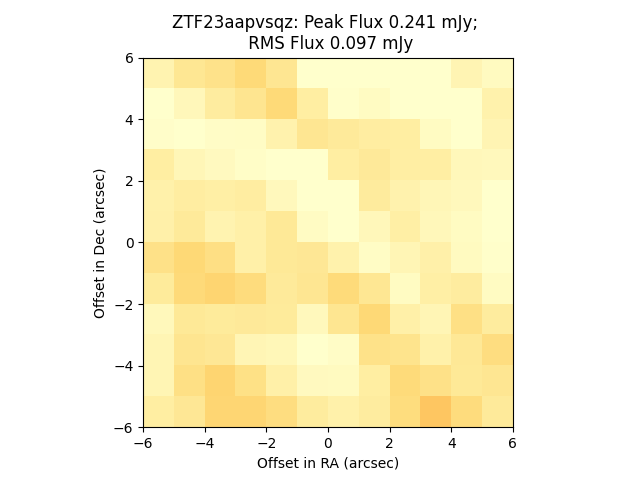 ZTF23aapvsqz: Peak Flux 0.241 mJy;
RMS Flux 0.097 mJy
6
4
2
0
−2
−4
−6
Offset in Dec (arcsec)
−6 −4 −2 0 2 4 6
Offset in RA (arcsec)